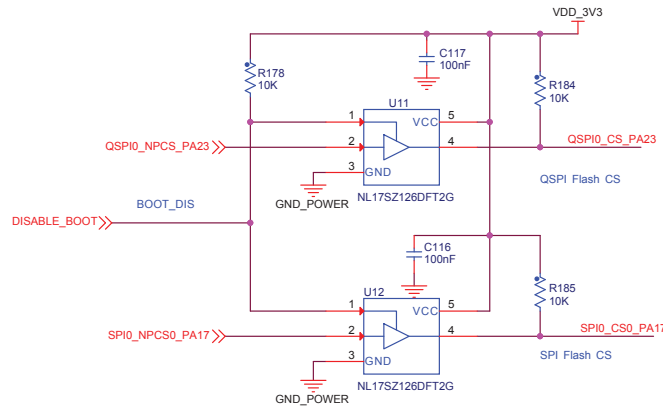 VDD_3V3
C117
100nF
R178
10K
R184
10K
U11
1
5
VCC
QSPI0_NPCS_PA23
2
4
QSPI0_CS_PA23
3
GND
QSPI Flash CS
GND_POWER
NL17SZ126DFT2G
BOOT_DIS
DISABLE_BOOT
C116
100nF
U12
R185
10K
1
5
VCC
SPI0_NPCS0_PA17
2
4
SPI0_CS0_PA17
3
GND
SPI Flash CS
NL17SZ126DFT2G
GND_POWER